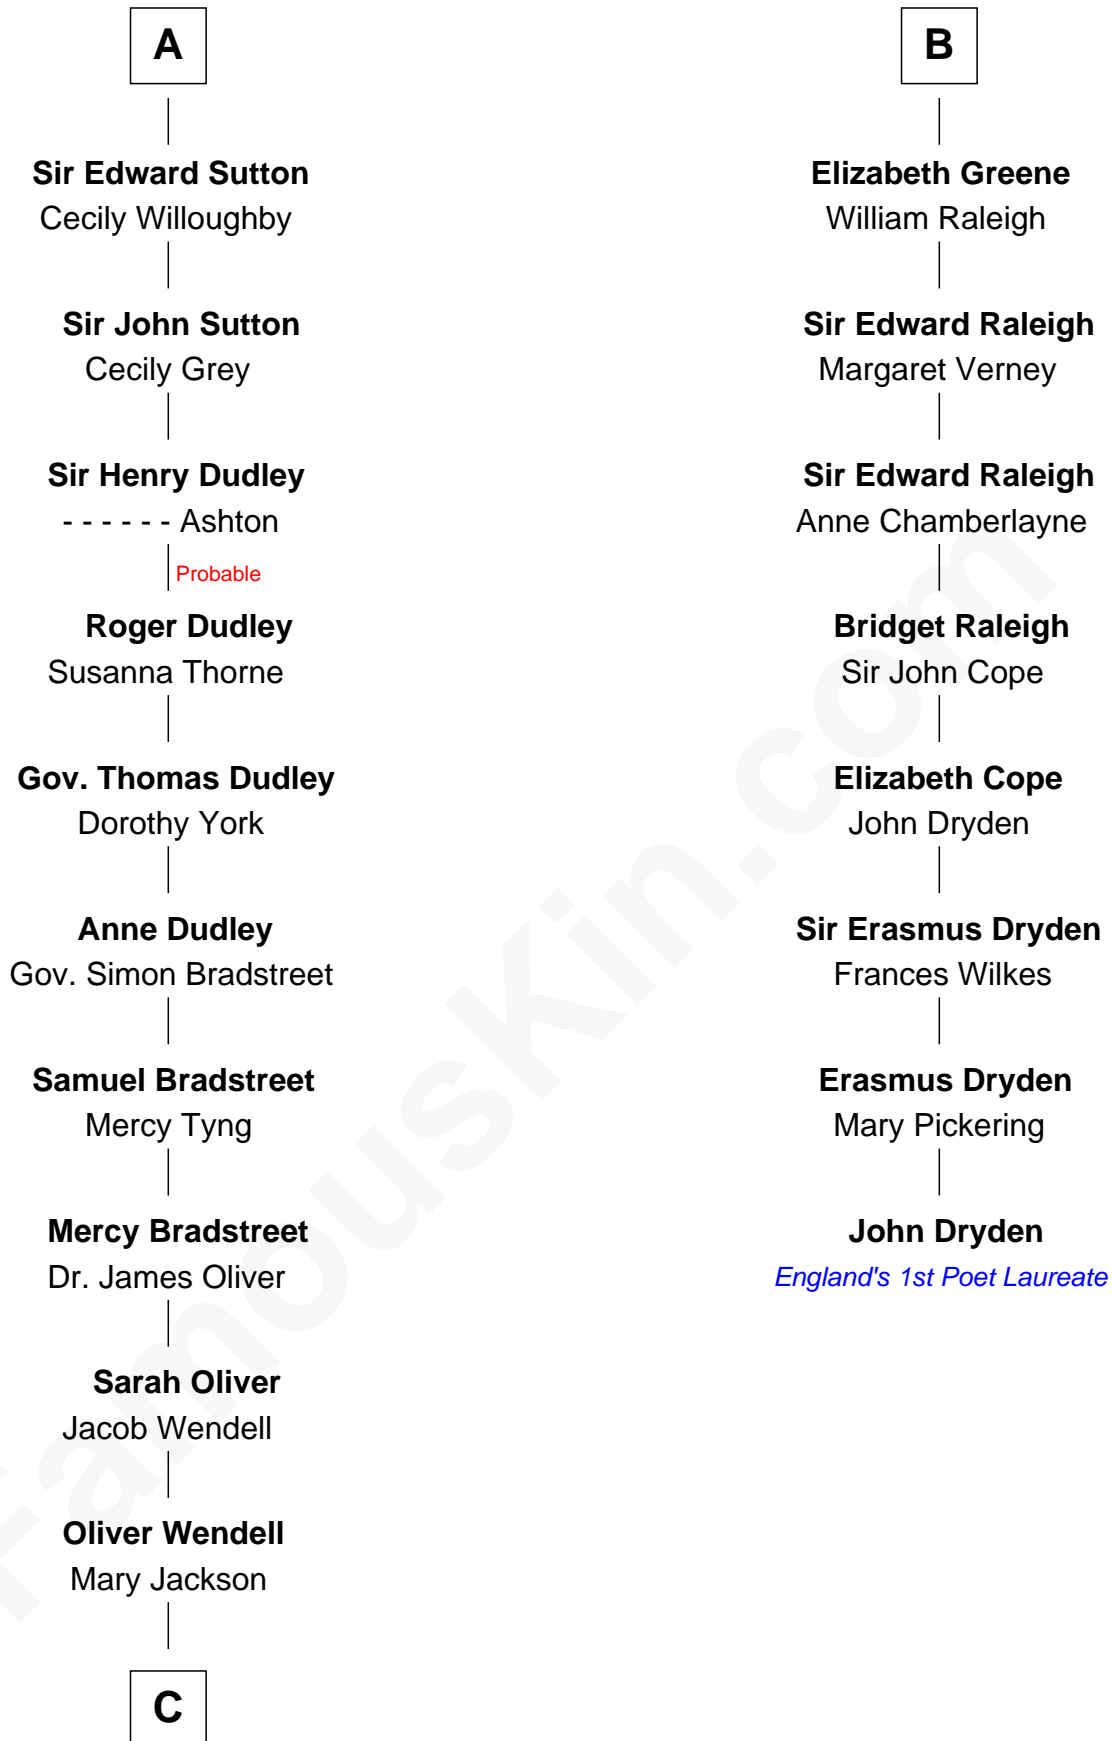 A
Sir Edward Sutton
Cecily Willoughby
Sir John Sutton
Cecily Grey
Sir Henry Dudley
- - - - - - Ashton
Probable
Roger Dudley
Susanna Thorne
Gov. Thomas Dudley
Dorothy York
Anne Dudley
Gov. Simon Bradstreet
Samuel Bradstreet
Mercy Tyng
Mercy Bradstreet
Dr. James Oliver
Sarah Oliver
Jacob Wendell
Oliver Wendell
Mary Jackson
C
B
Elizabeth Greene
William Raleigh
Sir Edward Raleigh
Margaret Verney
Sir Edward Raleigh
Anne Chamberlayne
Bridget Raleigh
Sir John Cope
Elizabeth Cope
John Dryden
Sir Erasmus Dryden
Frances Wilkes
Erasmus Dryden
Mary Pickering
John Dryden
England's 1st Poet Laureate
FamousKin.com